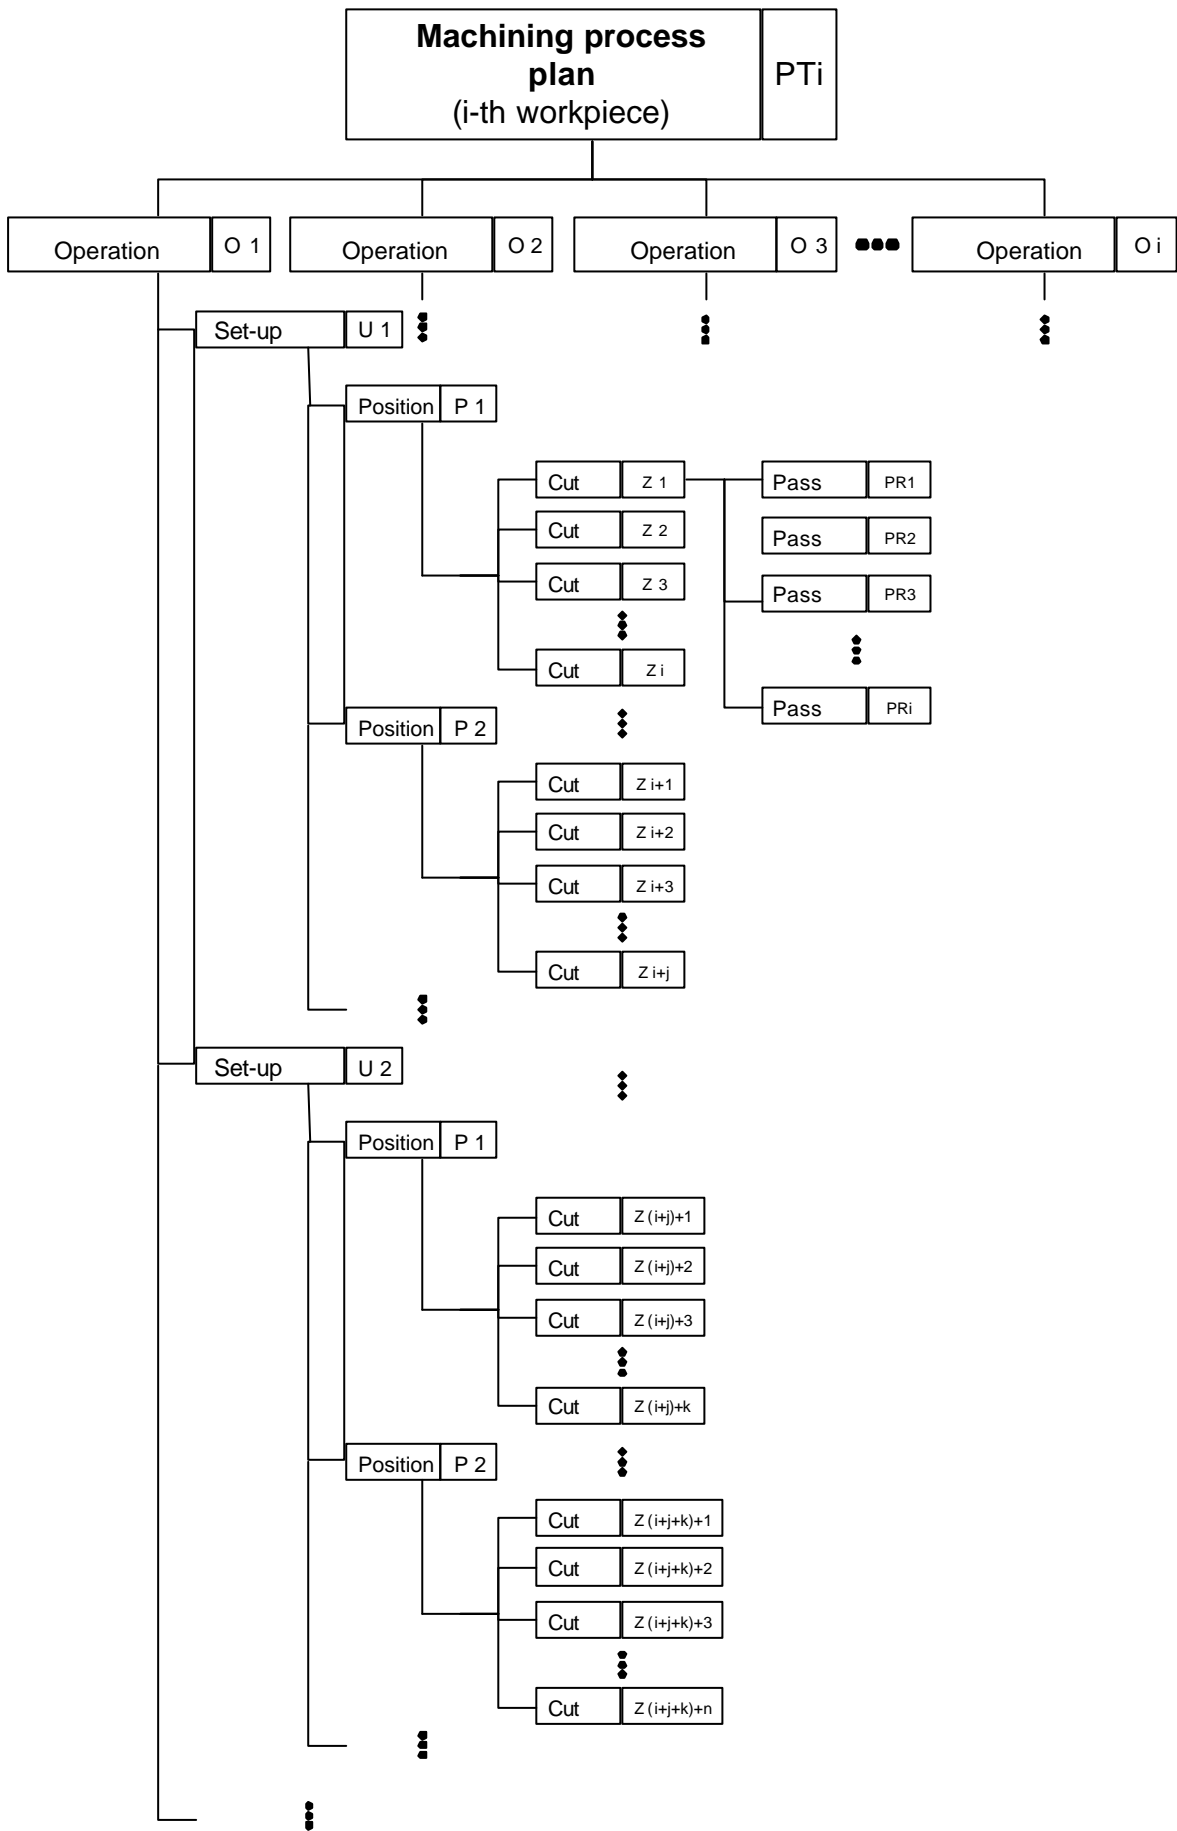 Machining process
plan
(i-th workpiece)
PTi
Operation O 1
Operation O 2
Operation O 3
Operation O i
Set-up U 1
Position P 1
Cut Z 1
Pass PR1
Cut Z 2
Pass PR2
Cut Z 3
Pass PR3
Cut Z i
Pass PRi
Position P 2
Cut Z i+1
Cut Z i+2
Cut Z i+3
Cut Z i+j
Set-up U 2
Position P 1
Cut Z (i+j)+1
Cut Z (i+j)+2
Cut Z (i+j)+3
Cut Z (i+j)+k
Position P 2
Cut Z (i+j+k)+1
Cut Z (i+j+k)+2
Cut Z (i+j+k)+3
Cut Z (i+j+k)+n